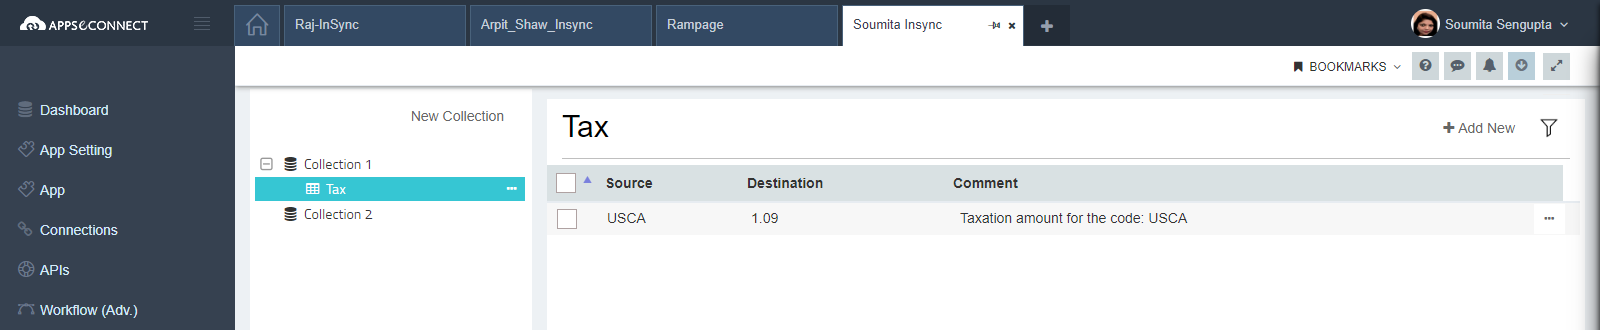 APPSeCONNECT
Raj-InSync
Arpit_Shaw_Insync
Rampage
Soumita Insync
Soumita Sengupta
BOOKMARKS
Dashboard
App Setting
App
Connections
APIs
Workflow (Adv.)
New Collection
Collection 1
Tax
Collection 2
Tax
Add New
Source Destination Comment
USCA 1.09 Taxation amount for the code: USCA